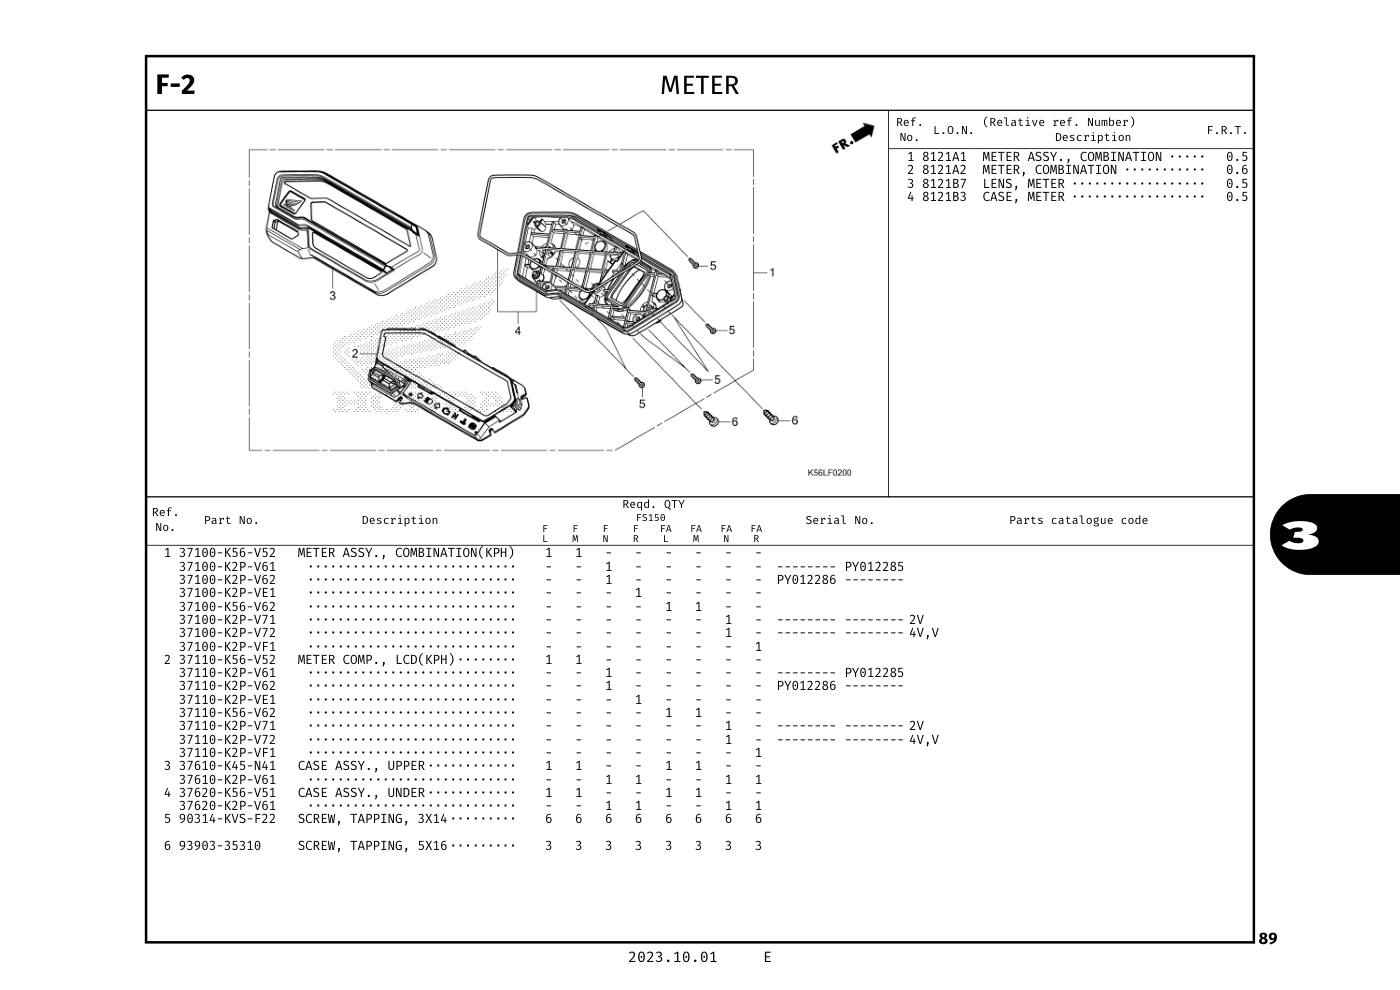 F-2 METER
FR.
3
2
4
5
5
5
5
6
6
1
K56LF0200
HONDA
Ref. No. L.O.N. (Relative ref. Number) Description F.R.T.
1 8121A1 METER ASSY., COMBINATION ····· 0.5
2 8121A2 METER, COMBINATION ··········· 0.6
3 8121B7 LENS, METER ·················· 0.5
4 8121B3 CASE, METER ·················· 0.5
Reqd. QTY
FS150
Ref. No. Part No. Description F L F M F N F R FA L FA M FA N FA R Serial No. Parts catalogue code
1 37100-K56-V52 METER ASSY., COMBINATION(KPH) 1 1 - - - - - -
37100-K2P-V61 ···························· - - 1 - - - - - -------- PY012285
37100-K2P-V62 ···························· - - 1 - - - - - PY012286 --------
37100-K2P-VE1 ···························· - - - 1 - - - -
37100-K56-V62 ···························· - - - - 1 1 - -
37100-K2P-V71 ···························· - - - - - - 1 - -------- -------- 2V
37100-K2P-V72 ···························· - - - - - - 1 - -------- -------- 4V,V
37100-K2P-VF1 ···························· - - - - - - - 1
2 37110-K56-V52 METER COMP., LCD(KPH)········ 1 1 - - - - - -
37110-K2P-V61 ···························· - - 1 - - - - - -------- PY012285
37110-K2P-V62 ···························· - - 1 - - - - - PY012286 --------
37110-K2P-VE1 ···························· - - - 1 - - - -
37110-K56-V62 ···························· - - - - 1 1 - -
37110-K2P-V71 ···························· - - - - - - 1 - -------- -------- 2V
37110-K2P-V72 ···························· - - - - - - 1 - -------- -------- 4V,V
37110-K2P-VF1 ···························· - - - - - - - 1
3 37610-K45-N41 CASE ASSY., UPPER············ 1 1 - - 1 1 - -
37610-K2P-V61 ···························· - - 1 1 - - 1 1
4 37620-K56-V51 CASE ASSY., UNDER············ 1 1 - - 1 1 - -
37620-K2P-V61 ···························· - - 1 1 - - 1 1
5 90314-KVS-F22 SCREW, TAPPING, 3X14········· 6 6 6 6 6 6 6 6
6 93903-35310 SCREW, TAPPING, 5X16········· 3 3 3 3 3 3 3 3
3
89
2023.10.01 E